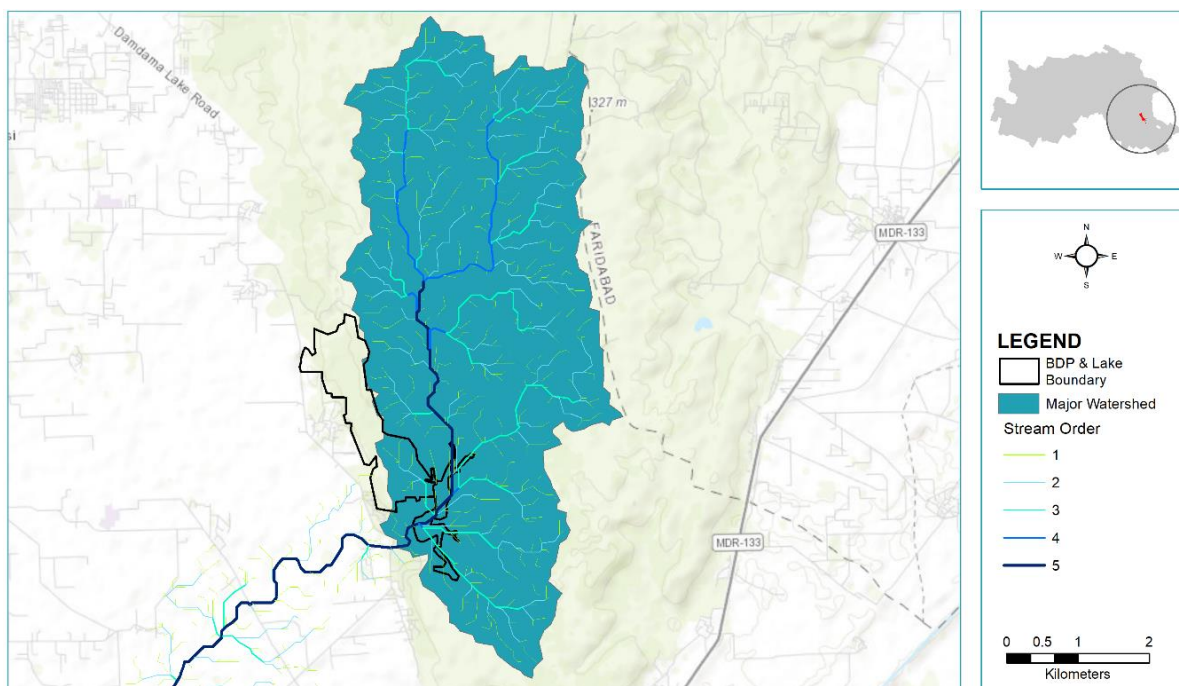 Damdama Lake Road
si
327 m
FARIDABAD
MDR-133
MDR-133
N
W E
S
LEGEND
BDP & Lake
Boundary
Major Watershed
Stream Order
1
2
3
4
5
0 0.5 1 2
Kilometers